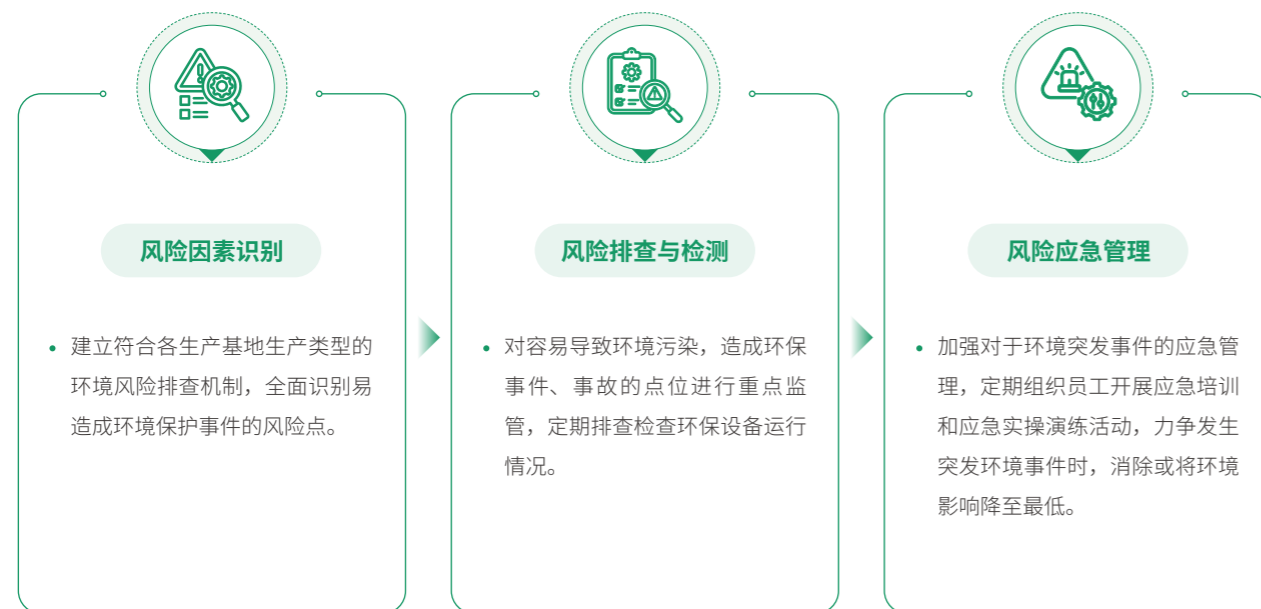 风险因素识别
• 建立符合各生产基地生产类型的
环境风险排查机制，全面识别易
造成环境保护事件的风险点。
风险排查与检测
• 对容易导致环境污染，造成环保
事件、事故的点位进行重点监
管，定期排查检查环保设备运行
情况。
风险应急管理
• 加强对于环境突发事件的应急管
理，定期组织员工开展应急培训
和应急实操演练活动，力争发生
突发环境事件时，消除或将环境
影响降至最低。